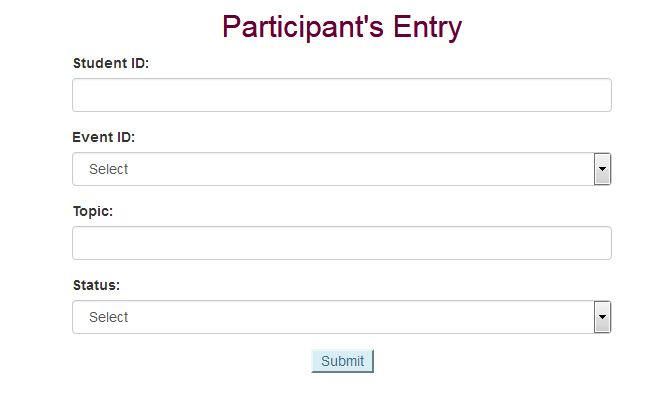 Participant's Entry
Student ID:
Event ID:
Select
Topic:
Status:
Select
Submit